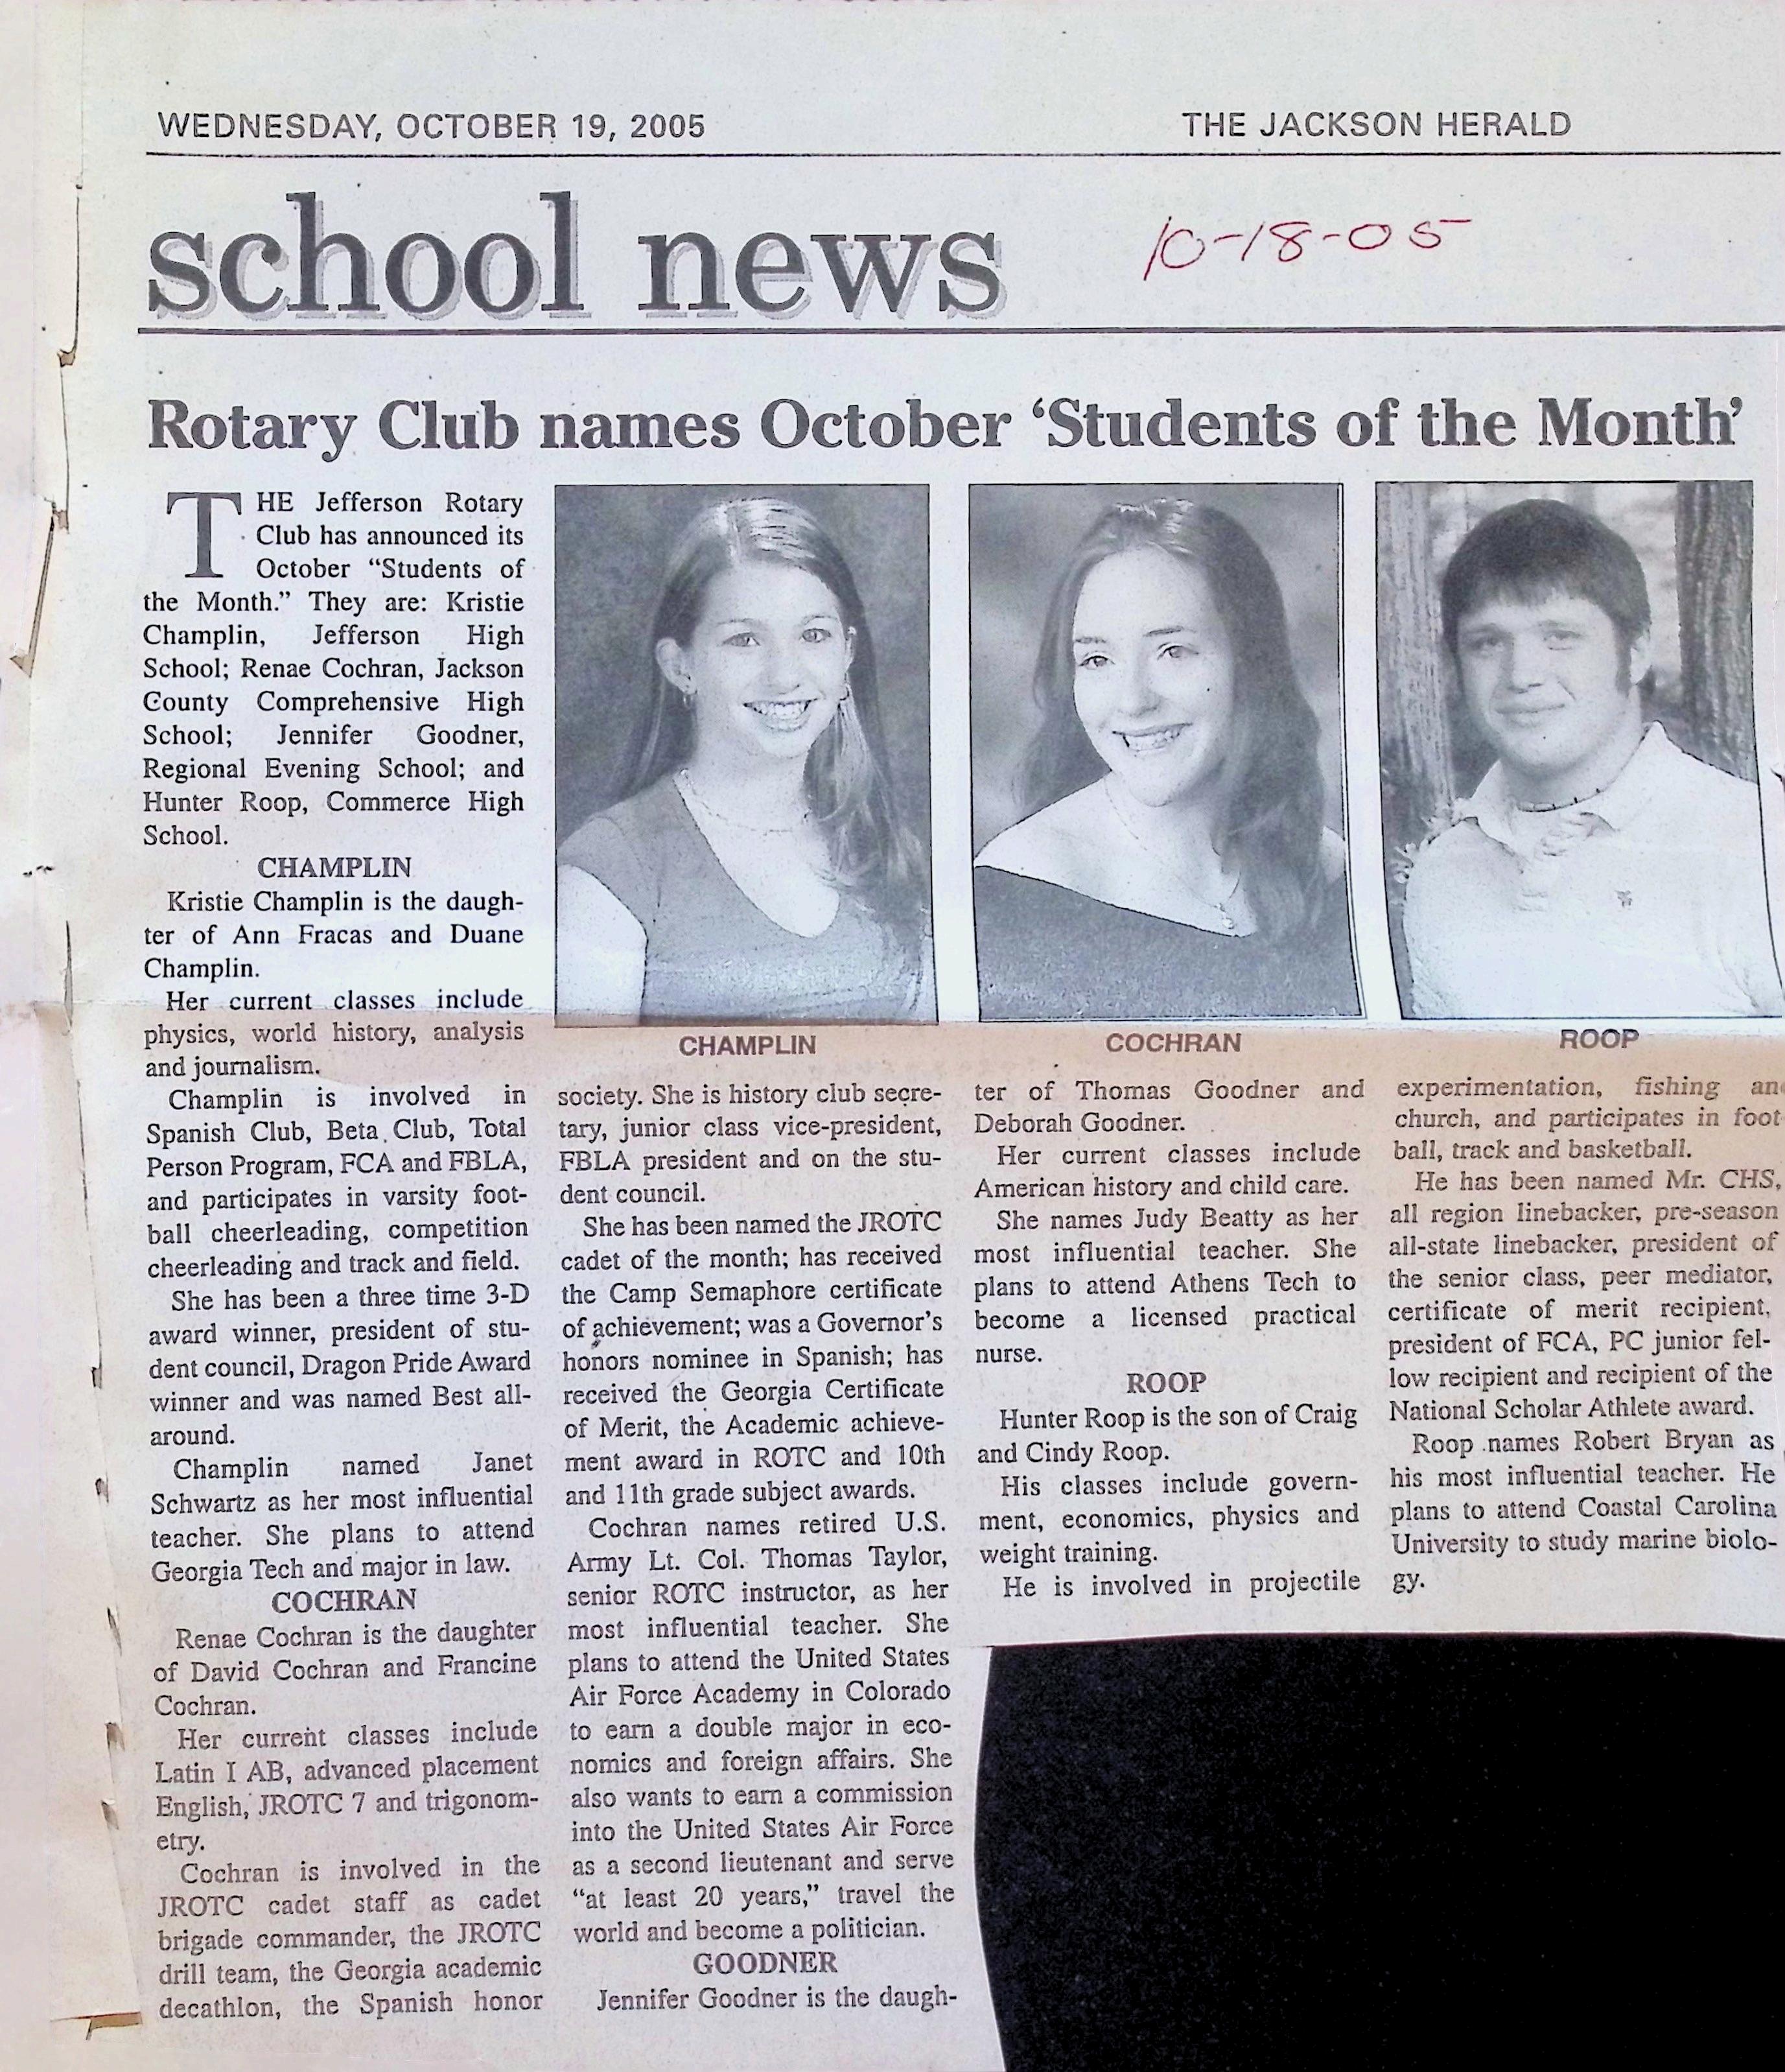 WEDNESDAY, OCTOBER 19, 2005
THE JACKSON HERALD
school news
10-18-05
Rotary Club names October ‘Students of the Month’
THE Jefferson Rotary
Club has announced its
October “Students of
the Month.” They are: Kristie
Champlin, Jefferson High
School; Renae Cochran, Jackson
County Comprehensive High
School; Jennifer Goodner,
Regional Evening School; and
Hunter Roop, Commerce High
School.
CHAMPLIN
Kristie Champlin is the daugh-
ter of Ann Fracas and Duane
Champlin.
Her current classes include
physics, world history, analysis
and journalism.
Champlin is involved in
Spanish Club, Beta Club, Total
Person Program, FCA and FBLA,
and participates in varsity foot-
ball cheerleading, competition
cheerleading and track and field.
She has been a three time 3-D
award winner, president of stu-
dent council, Dragon Pride Award
winner and was named Best all-
around.
Champlin named Janet
Schwartz as her most influential
teacher. She plans to attend
Georgia Tech and major in law.
COCHRAN
Renae Cochran is the daughter
of David Cochran and Francine
Cochran.
Her current classes include
Latin I AB, advanced placement
English, JROTC 7 and trigonom-
etry.
Cochran is involved in the
JROTC cadet staff as cadet
brigade commander, the JROTC
drill team, the Georgia academic
decathlon, the Spanish honor
CHAMPLIN
COCHRAN
ROOP
society. She is history club secre-
tary, junior class vice-president,
FBLA president and on the stu-
dent council.
She has been named the JROTC
cadet of the month; has received
the Camp Semaphore certificate
of achievement; was a Governor's
honors nominee in Spanish; has
received the Georgia Certificate
of Merit, the Academic achieve-
ment award in ROTC and 10th
and 11th grade subject awards.
Cochran names retired U.S.
Army Lt. Col. Thomas Taylor,
senior ROTC instructor, as her
most influential teacher. She
plans to attend the United States
Air Force Academy in Colorado
to earn a double major in eco-
nomics and foreign affairs. She
also wants to earn a commission
into the United States Air Force
as a second lieutenant and serve
“at least 20 years,” travel the
world and become a politician.
GOODNER
Jennifer Goodner is the daugh-
ter of Thomas Goodner and
Deborah Goodner.
Her current classes include
American history and child care.
She names Judy Beatty as her
most influential teacher. She
plans to attend Athens Tech to
become a licensed practical
nurse.
ROOP
Hunter Roop is the son of Craig
and Cindy Roop.
His classes include govern-
ment, economics, physics and
weight training.
He is involved in projectile
experimentation, fishing an
church, and participates in foot
ball, track and basketball.
He has been named Mr. CHS,
all region linebacker, pre-season
all-state linebacker, president of
the senior class, peer mediator,
certificate of merit recipient,
president of FCA, PC junior fel-
low recipient and recipient of the
National Scholar Athlete award.
Roop names Robert Bryan as
his most influential teacher. He
plans to attend Coastal Carolina
University to study marine biolo-
gy.